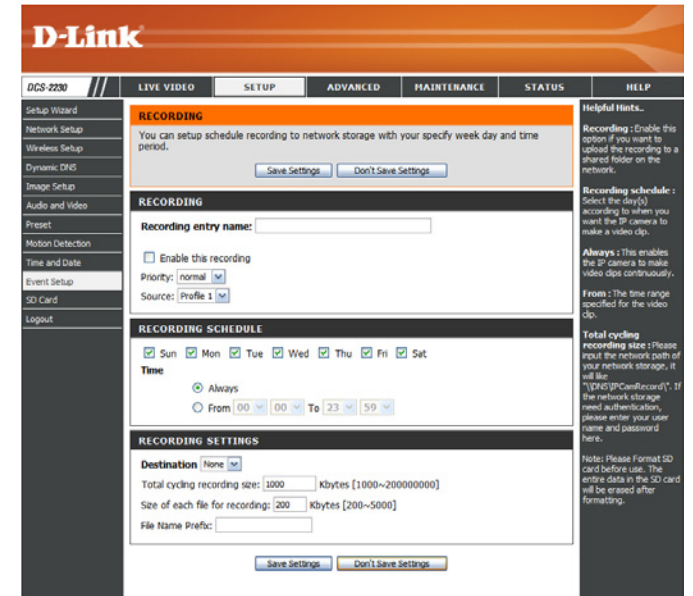 D-Link
DCS-2230
LIVE VIDEO
SETUP
ADVANCED
MAINTENANCE
STATUS
HELP
Setup Wizard
Network Setup
Wireless Setup
Dynamic DNS
Image Setup
Audio and Video
Preset
Motion Detection
Time and Date
Event Setup
SD Card
Logout
RECORDING
You can setup schedule recording to network storage with your specify week day and time
period.
Save Settings Don't Save Settings
RECORDING
Recording entry name:
Enable this recording
Priority: normal
Source: Profile 1
RECORDING SCHEDULE
Sun Mon Tue Wed Thu Fri Sat
Time
Always
From 00 00 To 23 59
RECORDING SETTINGS
Destination None
Total cycling recording size: 1000 Kbytes [1000~200000000]
Size of each file for recording: 200 Kbytes [200~5000]
File Name Prefix:
Save Settings Don't Save Settings
Helpful Hints..
Recording : Enable this
option if you want to
upload the recording to a
shared folder on the
network.
Recording schedule :
Select the day(s)
according to when you
want the IP camera to
make a video clip.
Always : This enables
the IP camera to make
video clips continuously.
From : The time range
specified for the video
clip.
Total cycling
recording size : Please
input the network path of
your network storage, it
will like
"\\DNS\IPCamRecord\". If
the network storage
need authentication,
please enter your user
name and password
here.
Note: Please Format SD
card before use. The
entire data in the SD card
will be erased after
formatting.